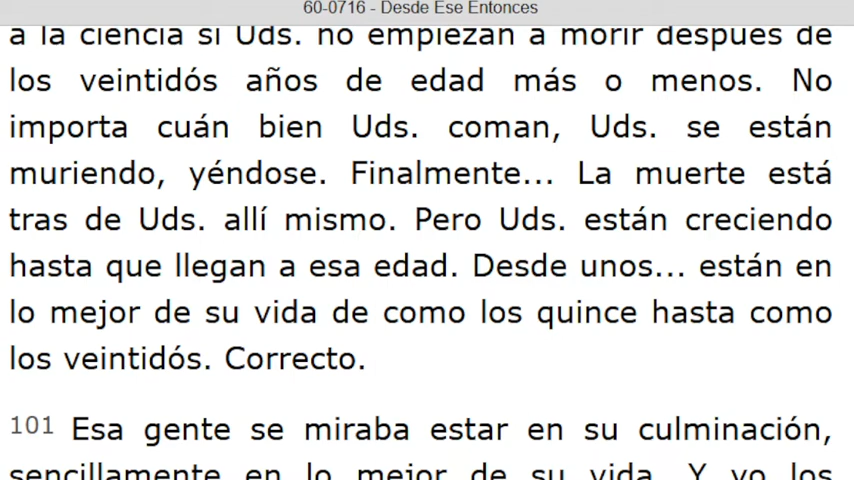 60-0716 - Desde Ese Entonces
a la ciencia si Uds. no empiezan a morir después de
los veintidós años de edad más o menos. No
importa cuán bien Uds. coman, Uds. se están
muriendo, yéndose. Finalmente... La muerte está
tras de Uds. allí mismo. Pero Uds. están creciendo
hasta que llegan a esa edad. Desde unos... están en
lo mejor de su vida de como los quince hasta como
los veintidós. Correcto.
101 Esa gente se miraba estar en su culminación,
sencillamente en lo mejor de su vida. Y yo los